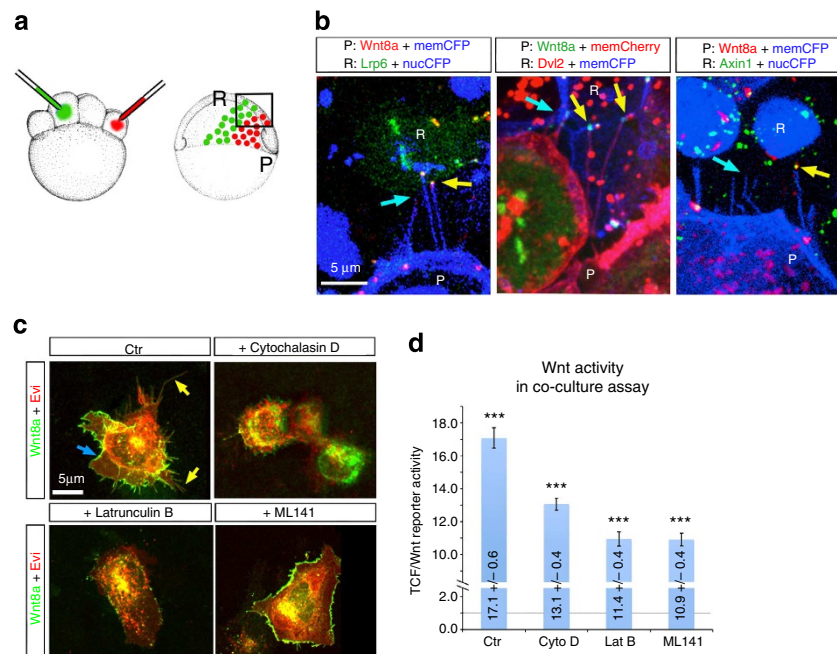 a
R
P
b
P: Wnt8a + memCFP
R: Lrp6 + nucCFP
P: Wnt8a + memCherry
R: Dvl2 + memCFP
P: Wnt8a + memCFP
R: Axin1 + nucCFP
R
P
5 µm
R
P
R
P
c
Ctr
+ Cytochalasin D
Wnt8a + Evi
5µm
+ Latrunculin B
+ ML141
Wnt8a + Evi
d
Wnt activity
in co-culture assay
TCF/Wnt reporter activity
18.0
16.0
14.0
12.0
10.0
2.0
0.0
***
***
***
***
17.1 +/− 0.6
13.1 +/− 0.4
11.4 +/− 0.4
10.9 +/− 0.4
Ctr
Cyto D
Lat B
ML141